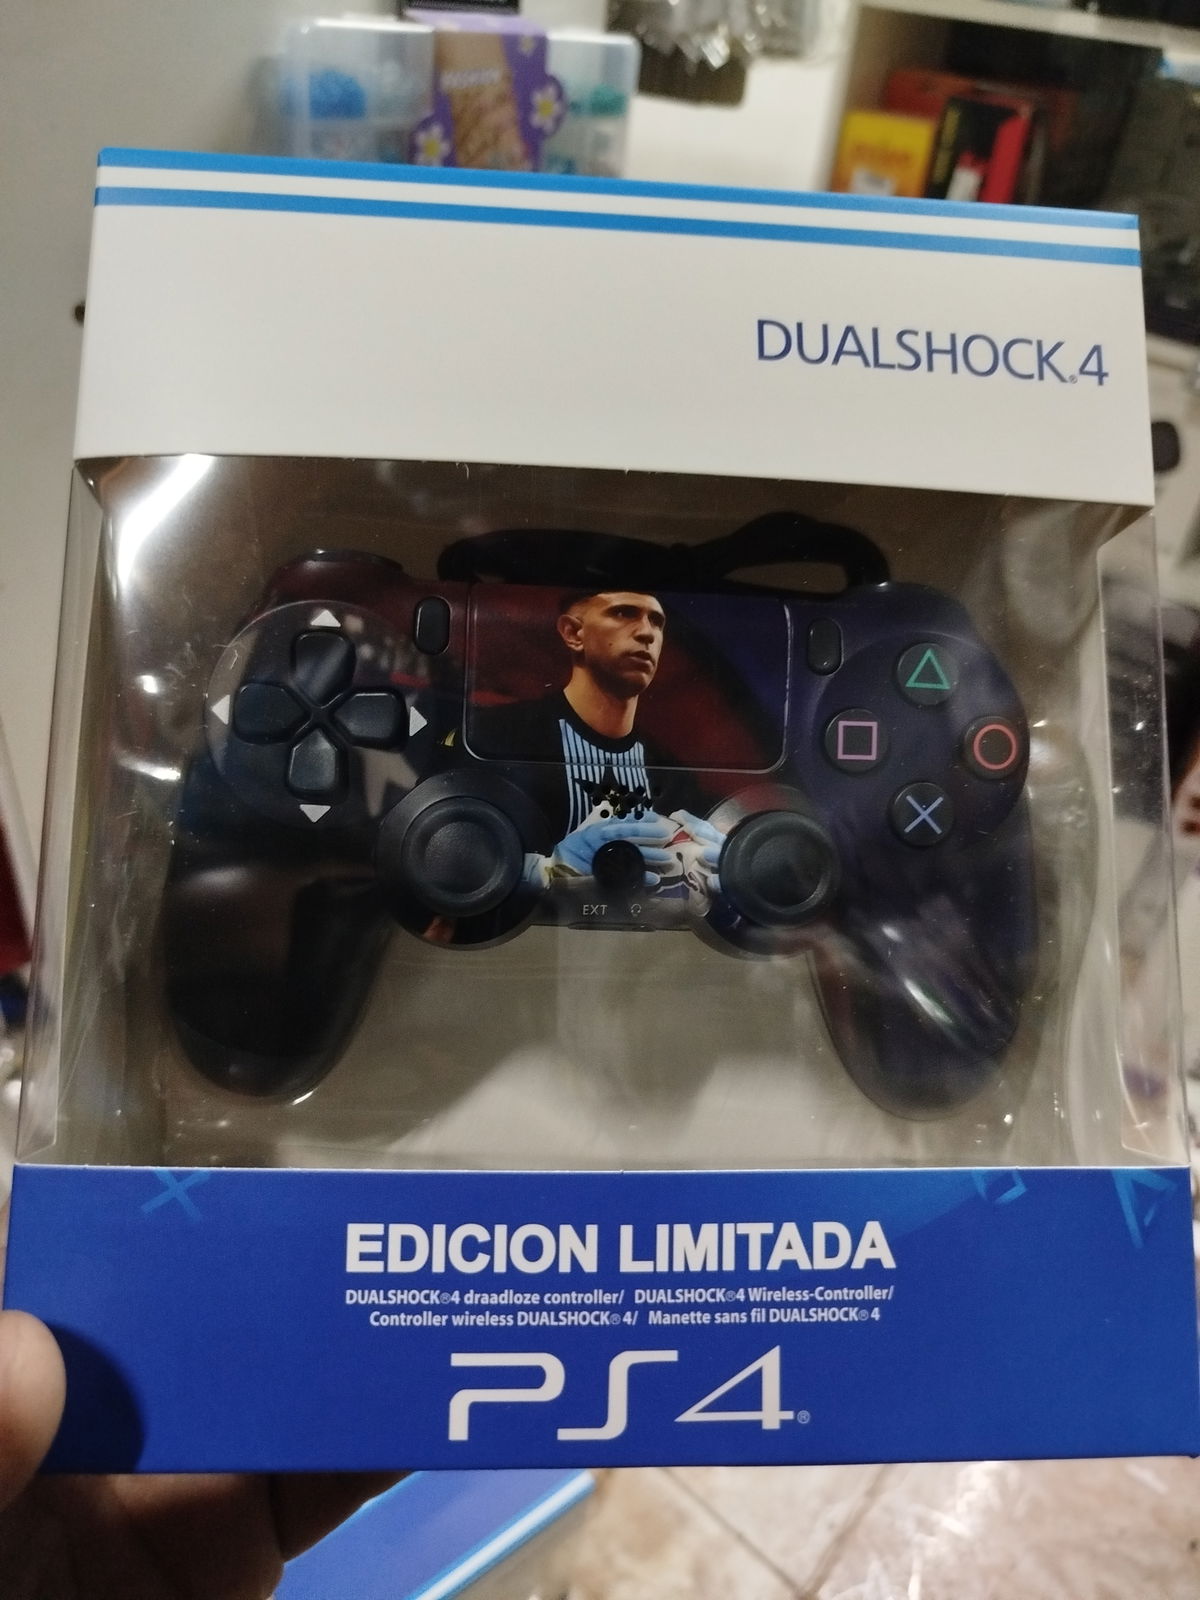 DUALSHOCK®4
EXT
EDICION LIMITADA
DUALSHOCK®4 draadloze controller/ DUALSHOCK®4 Wireless-Controller/
Controller wireless DUALSHOCK®4/ Manette sans fil DUALSHOCK®4
PS4®